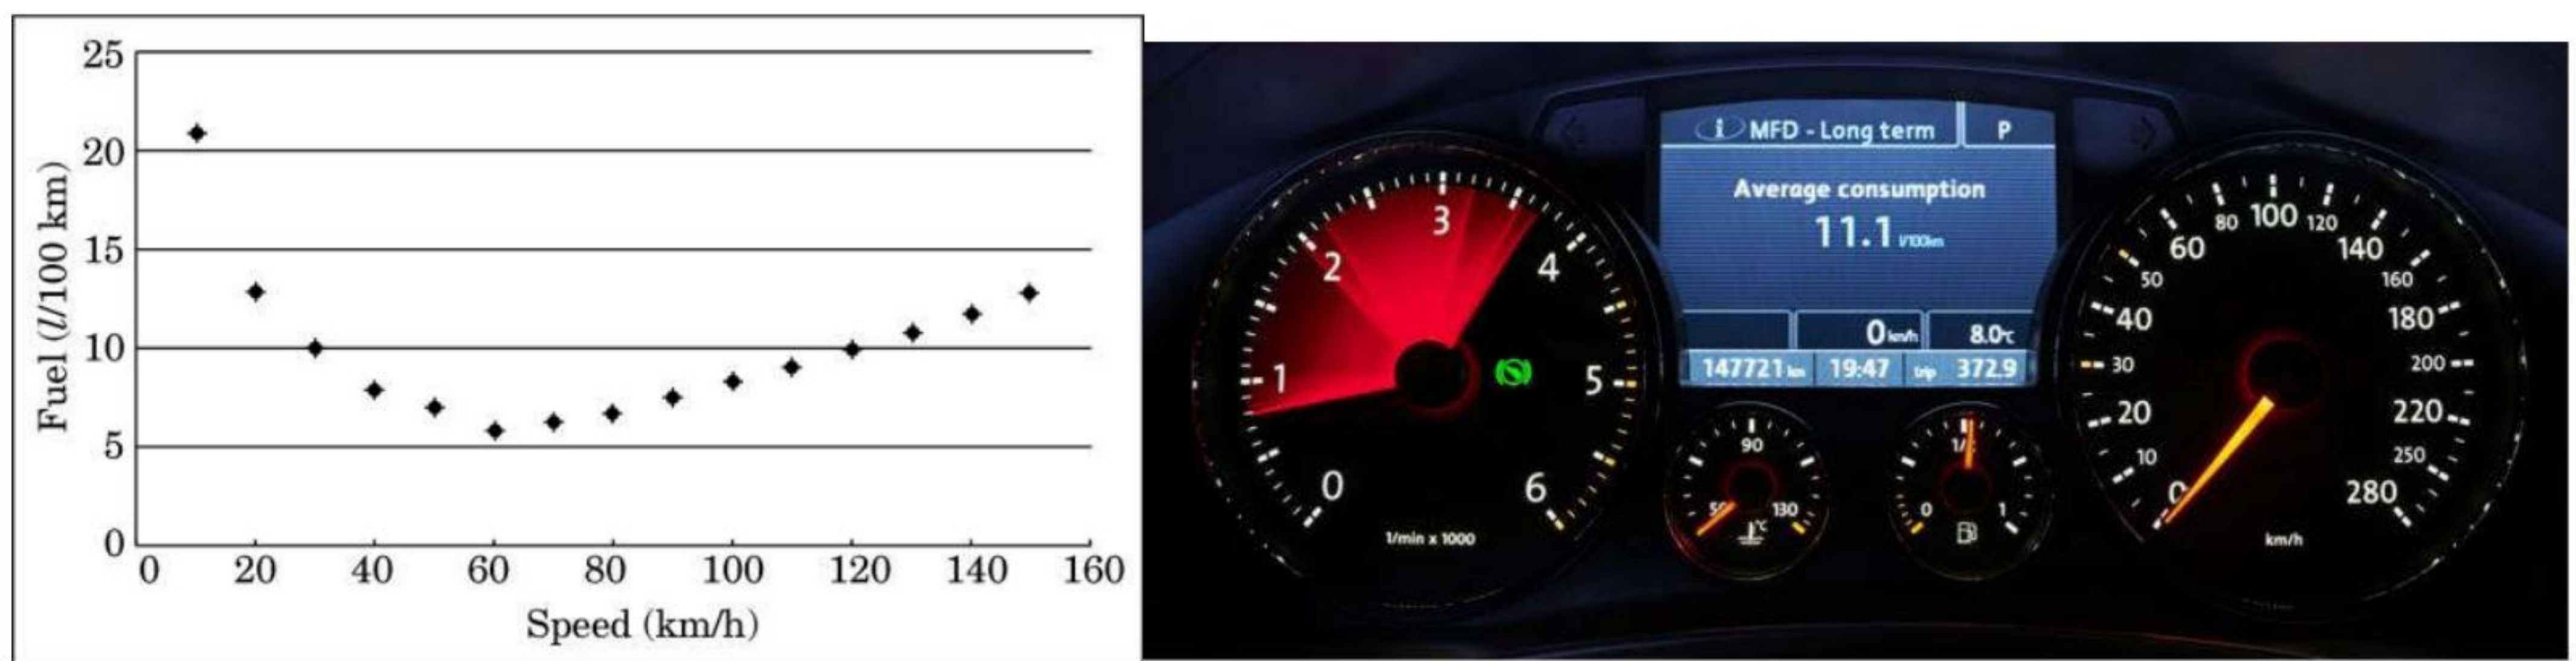 25
20
15
10
5
0
Fuel (l/100 km)
0 20 40 60 80 100 120 140 160
Speed (km/h)
0 1 2 3 4 5 6
1/min x 1000
i MFD - Long term P
Average consumption
11.1 l/100km
0 km/h 8.0°C
147721 km 19:47 trip 372.9
50 90 130
°C
0 1/ 1
0 10 20 30 40 50 60 80 100 120 140 160 180 200 220 250 280
km/h